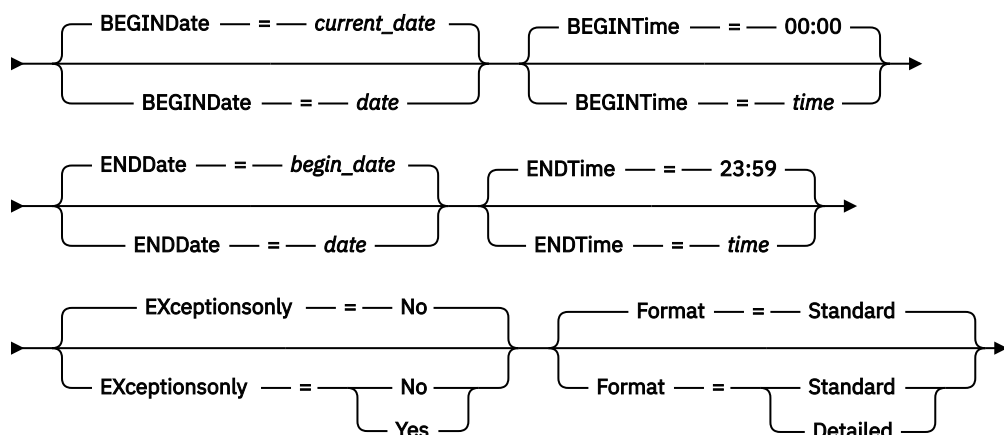 BEGINDate = current_date BEGINTime = 00:00
BEGINDate = date BEGINTime = time
ENDDate = begin_date ENDTime = 23:59
ENDDate = date ENDTime = time
EXceptionsonly = No Format = Standard
EXceptionsonly = No Format = Standard
Yes Detailed